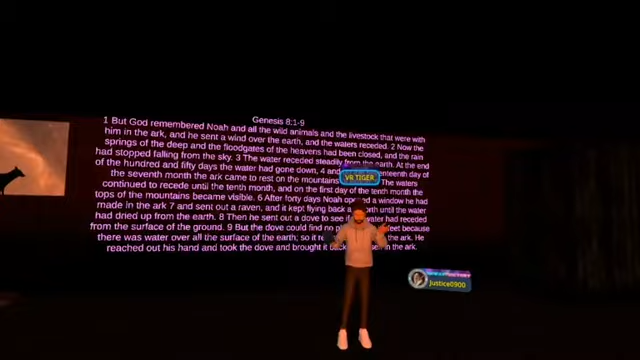 Genesis 8:1-9
1 But God remembered Noah and all the wild animals and the livestock that were with
him in the ark, and he sent a wind over the earth, and the waters receded. 2 Now the
springs of the deep and the floodgates of the heavens had been closed, and the rain
had stopped falling from the sky. 3 The water receded steadily from the earth. At the end
of the hundred and fifty days the water had gone down, 4 and seventeenth day of
the seventh month the ark came to rest on the mountains The waters
continued to recede until the tenth month, and on the first day of the tenth month the
tops of the mountains became visible. 6 After forty days Noah opened a window he had
made in the ark 7 and sent out a raven, and it kept flying back a forth until the water
had dried up from the earth. 8 Then he sent out a dove to see if water had receded
from the surface of the ground. 9 But the dove could find no feet because
there was water over all the surface of the earth; so it the ark. He
reached out his hand and took the dove and brought it back in the ark.
VR TIGER
Justice0900